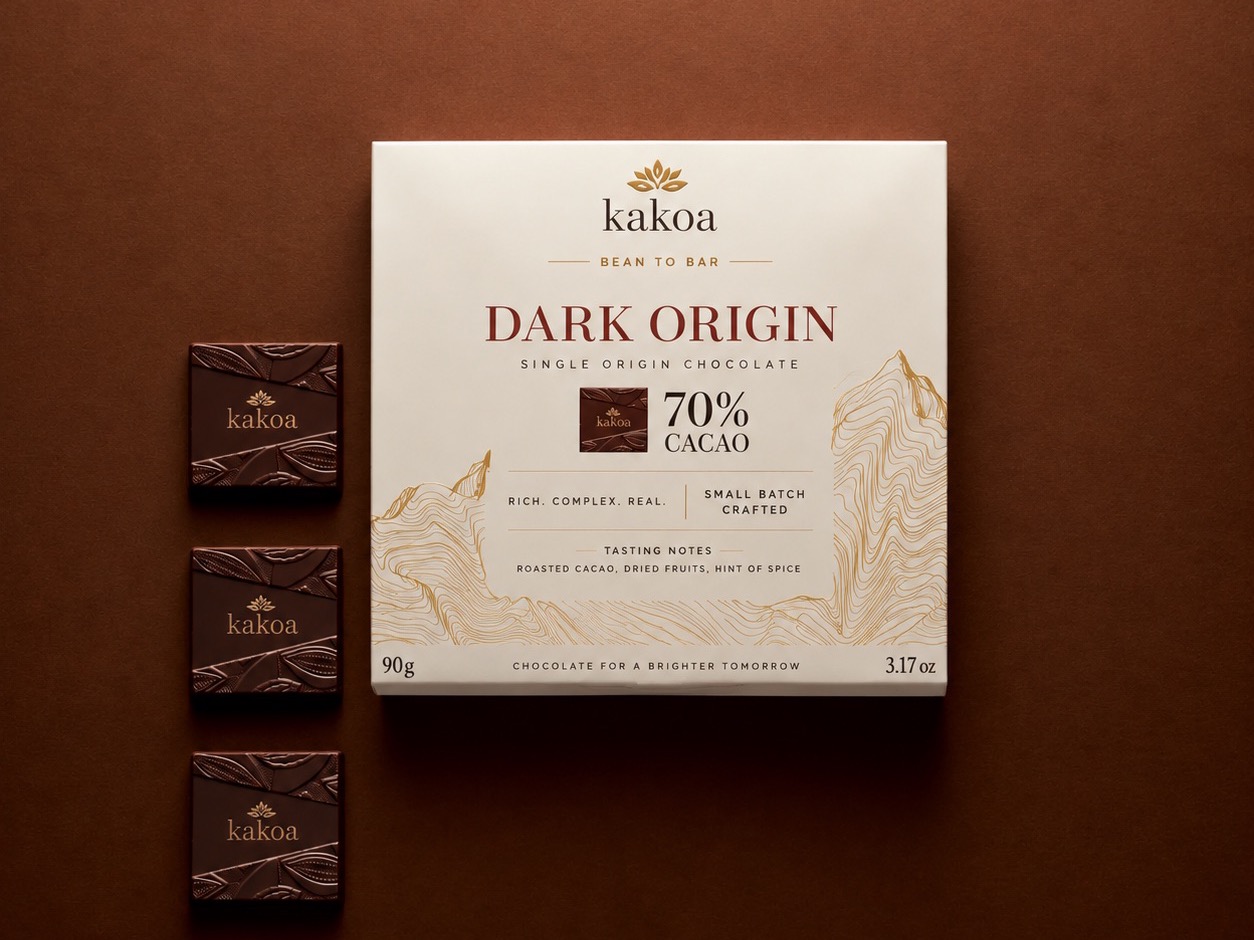 kakoa
BEAN TO BAR
DARK ORIGIN
SINGLE ORIGIN CHOCOLATE
kakoa
70%
CACAO
RICH. COMPLEX. REAL.
SMALL BATCH
CRAFTED
TASTING NOTES
ROASTED CACAO, DRIED FRUITS, HINT OF SPICE
90g
CHOCOLATE FOR A BRIGHTER TOMORROW
3.17 oz
kakoa
kakoa
kakoa